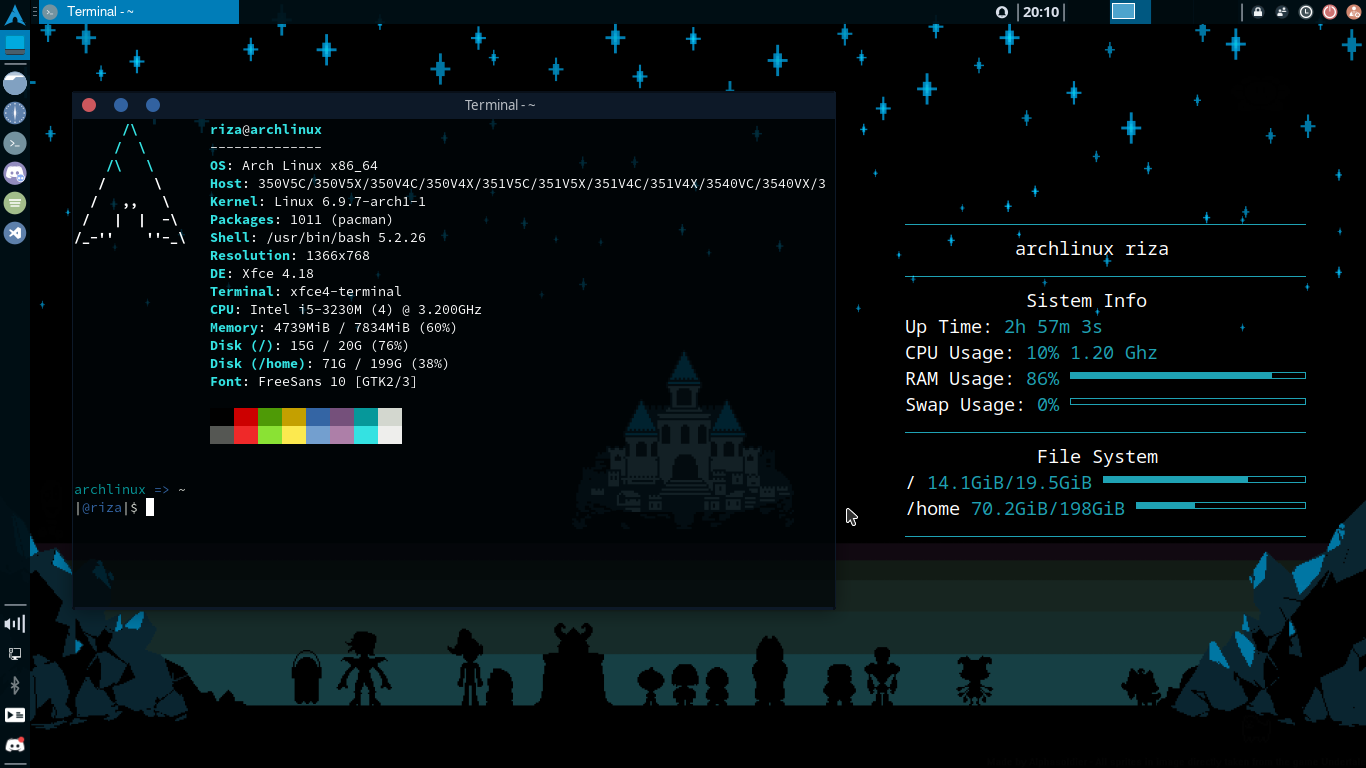 Terminal - ~
20:10
Terminal - ~
riza@archlinux
--------------
OS: Arch Linux x86_64
Host: 350V5C/350V5X/350V4C/350V4X/351V5C/351V5X/351V4C/351V4X/3540VC/3540VX/3
Kernel: Linux 6.9.7-arch1-1
Packages: 1011 (pacman)
Shell: /usr/bin/bash 5.2.26
Resolution: 1366x768
DE: Xfce 4.18
Terminal: xfce4-terminal
CPU: Intel i5-3230M (4) @ 3.200GHz
Memory: 4739MiB / 7834MiB (60%)
Disk (/): 15G / 20G (76%)
Disk (/home): 71G / 199G (38%)
Font: FreeSans 10 [GTK2/3]
archlinux => ~
|@riza|$
archlinux riza
Sistem Info
Up Time: 2h 57m 3s
CPU Usage: 10% 1.20 Ghz
RAM Usage: 86%
Swap Usage: 0%
File System
/ 14.1GiB/19.5GiB
/home 70.2GiB/198GiB